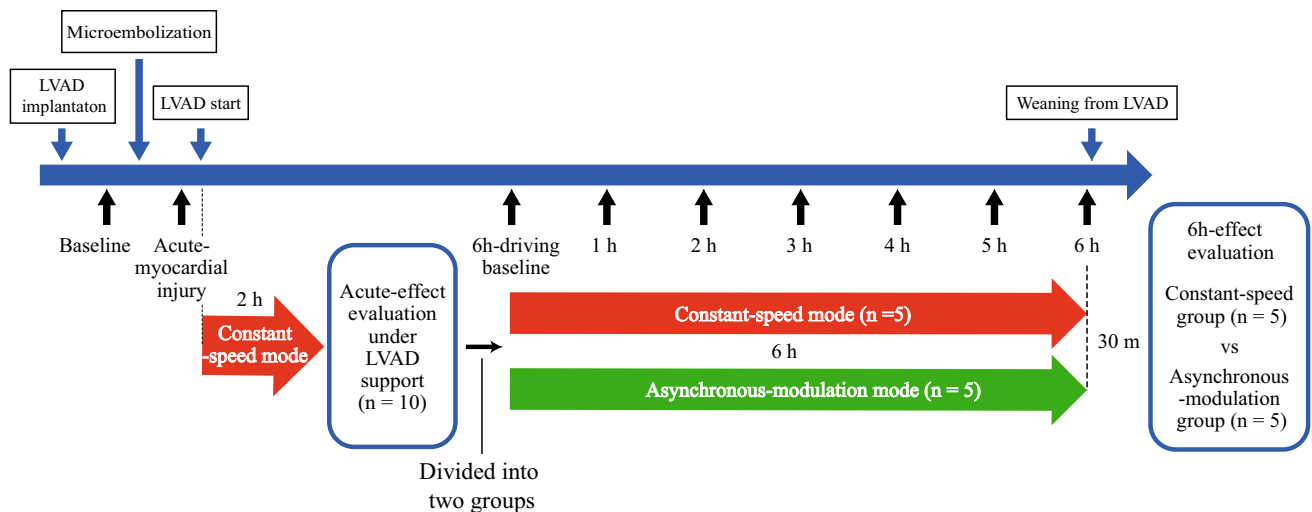 Microembolization
LVAD
implantaton
LVAD start
Weaning from LVAD
Baseline
Acute-
myocardial
injury
6h-driving
baseline
1 h
2 h
3 h
4 h
5 h
6 h
2 h
Constant
-speed mode
Acute-effect
evaluation
under
LVAD
support
(n = 10)
Divided into
two groups
Constant-speed mode (n =5)
6 h
Asynchronous-modulation mode (n = 5)
30 m
6h-effect
evaluation
Constant-speed
group (n = 5)
vs
Asynchronous
-modulation
group (n = 5)